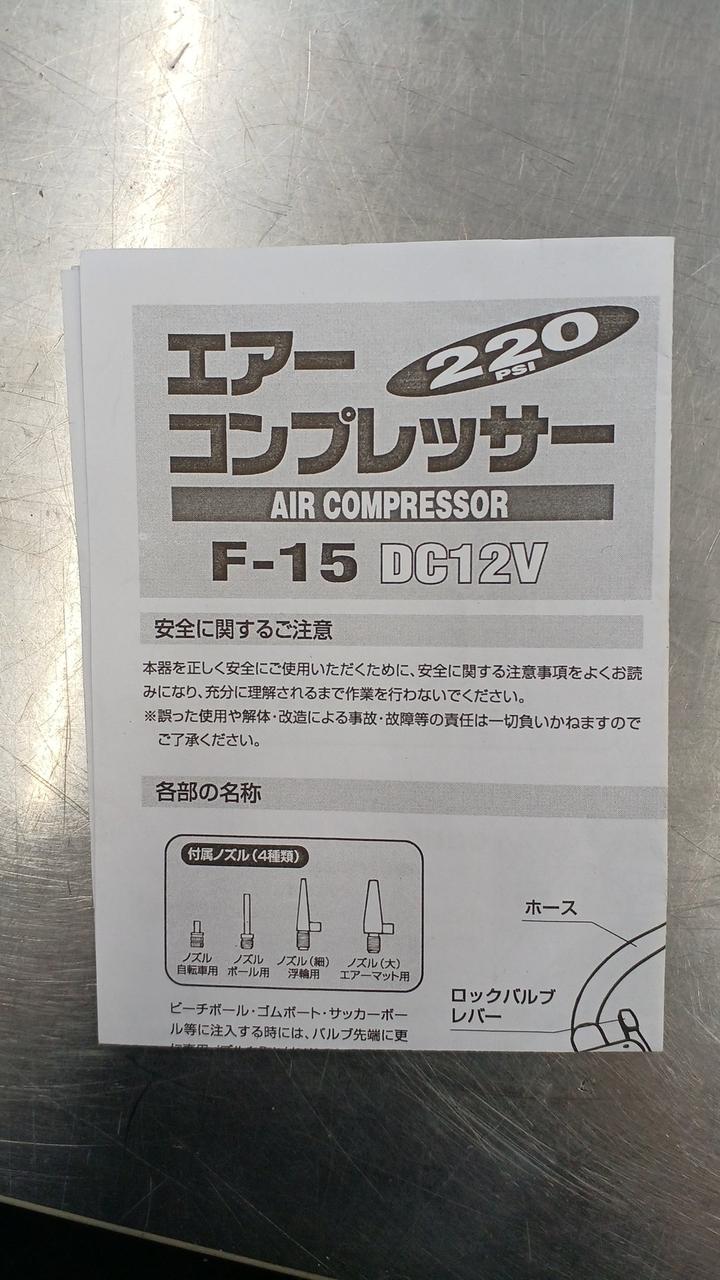 エアー
220
PSI
コンプレッサー
AIR COMPRESSOR
F-15 DC12V
安全に関するご注意
本器を正しく安全にご使用いただくために、安全に関する注意事項をよくお読
みになり、充分に理解されるまで作業を行わないでください。
※誤った使用や解体・改造による事故・故障等の責任は一切負いかねますので
ご了承ください。
各部の名称
付属ノズル(4種類)
ノズル
自転車用
ノズル
ボール用
ノズル(細)
浮輪用
ノズル(大)
エアーマット用
ホース
ロックバルブ
レバー
ビーチボール・ゴムボート・サッカーボー
ル等に注入する時には、バルブ先端に更